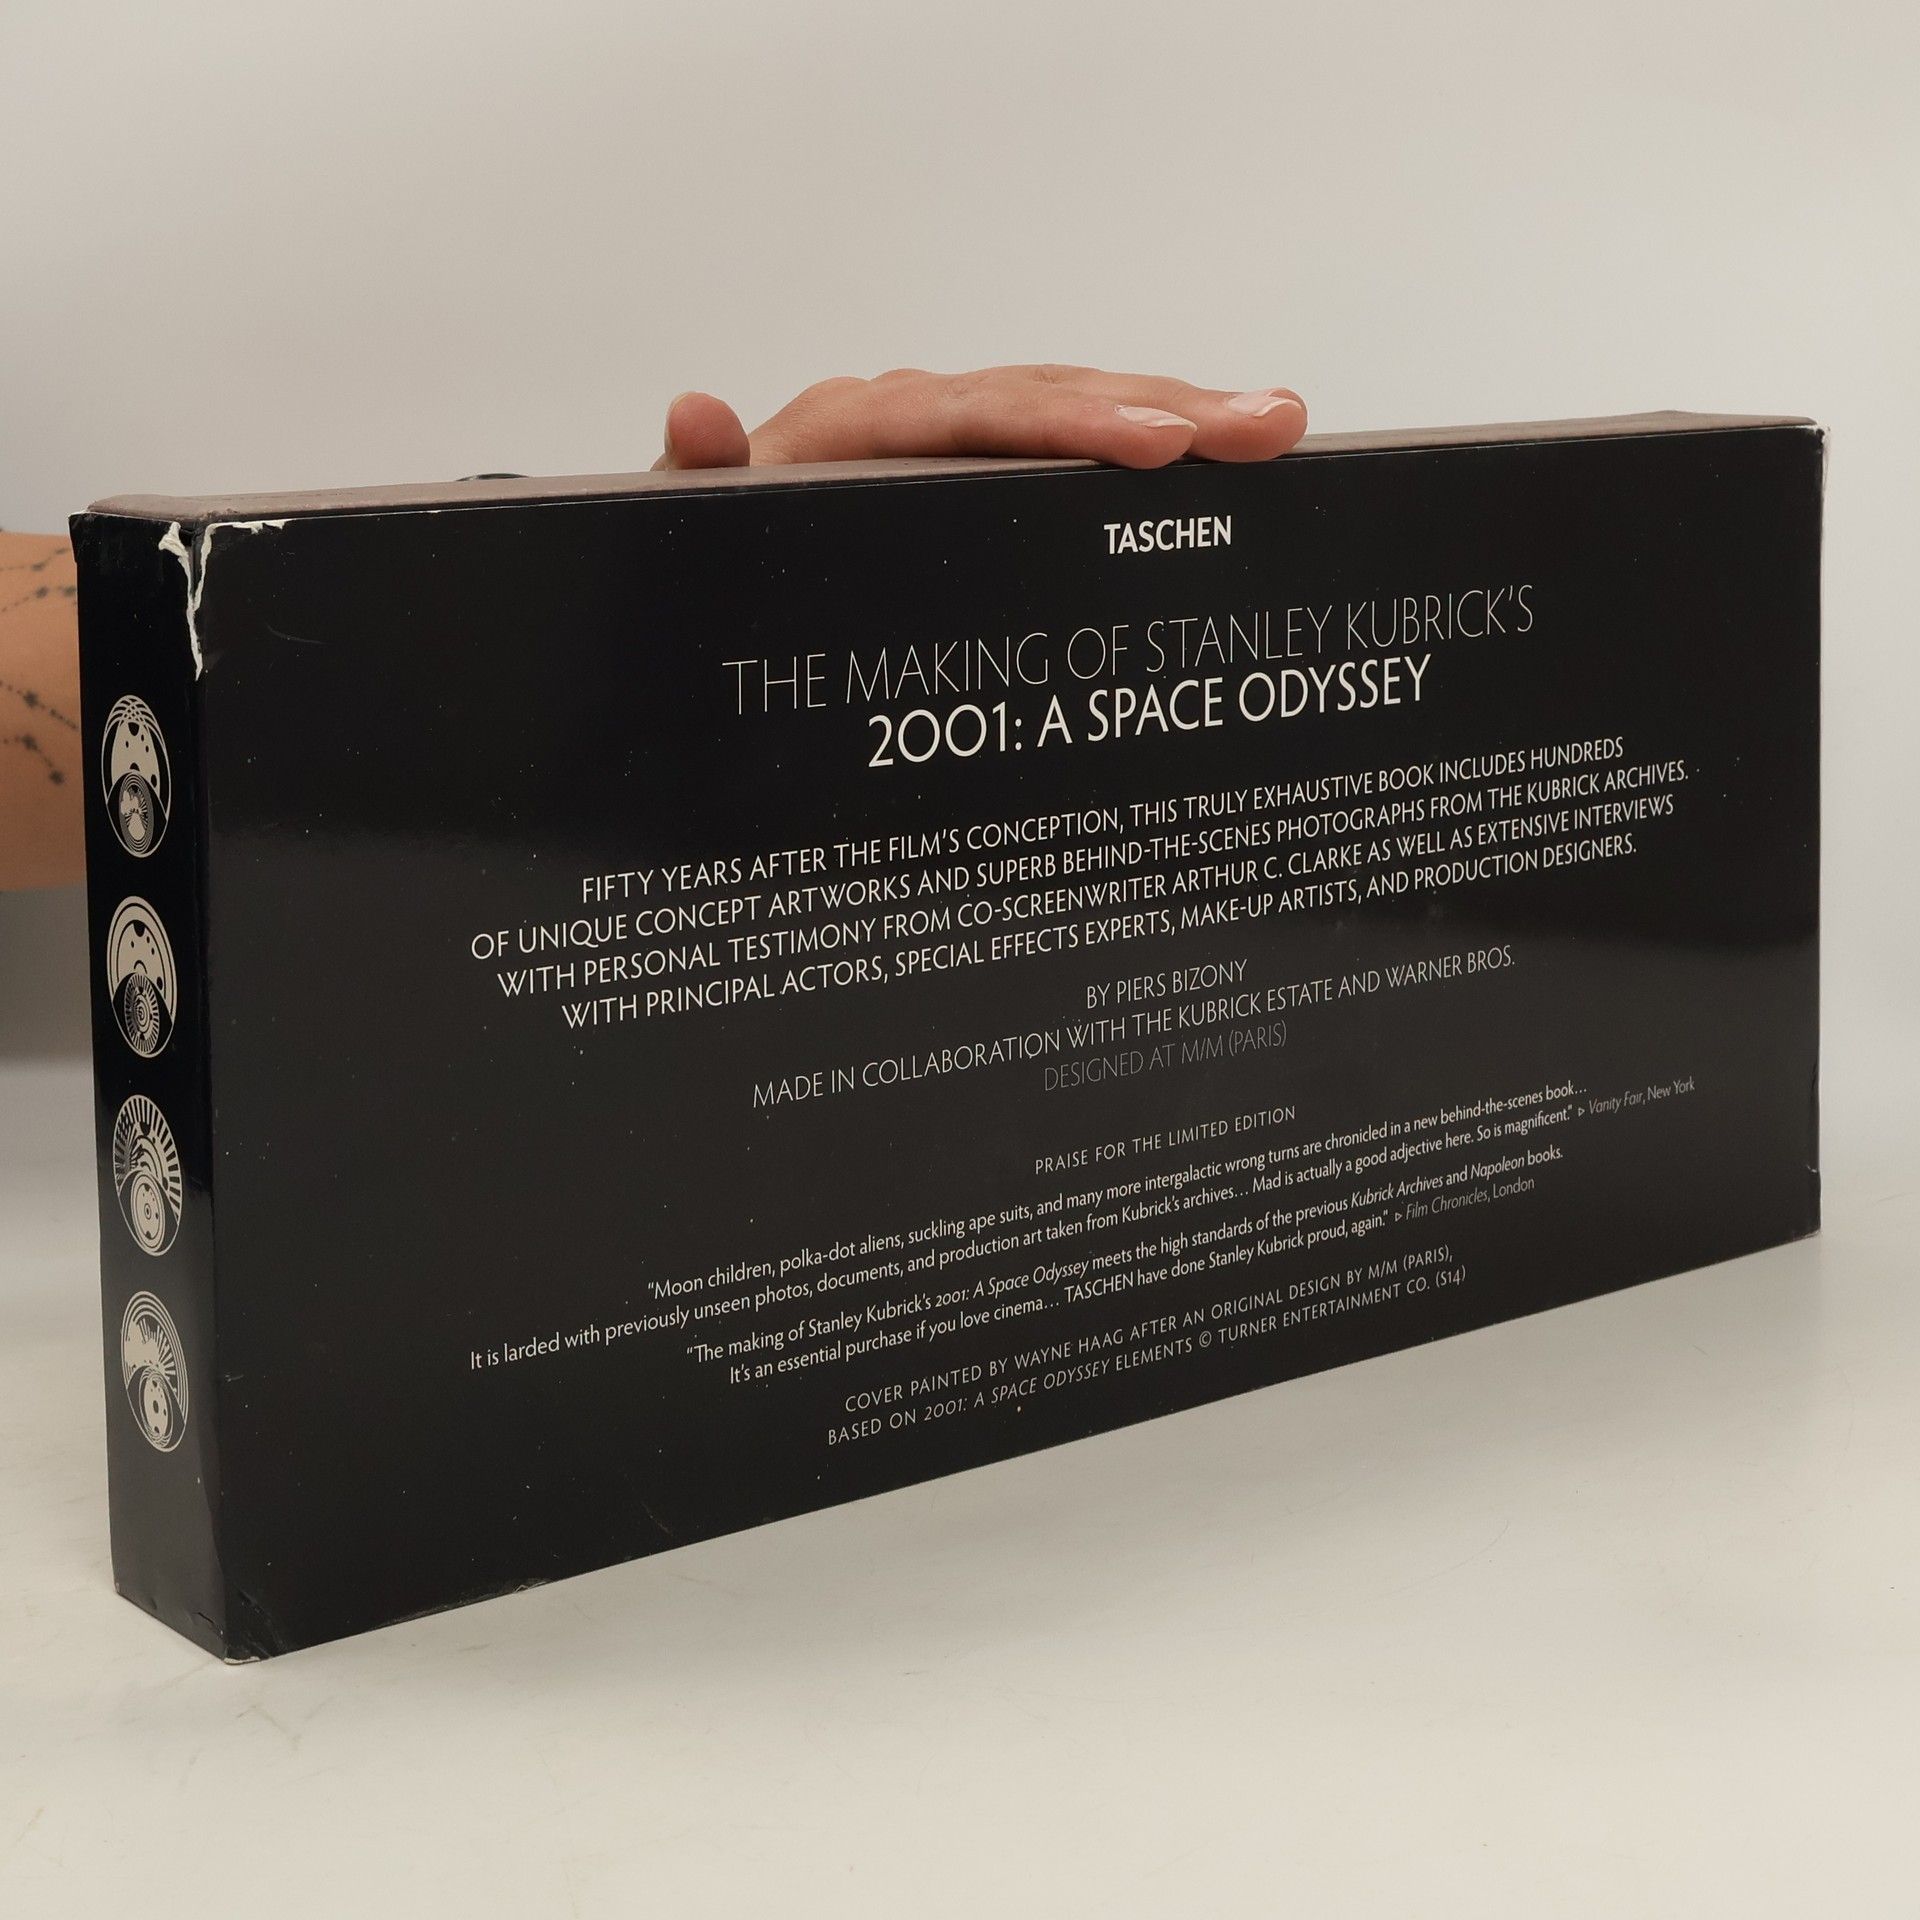 TASCHEN
THE MAKING OF STANLEY KUBRICK'S
2001: A SPACE ODYSSEY
FIFTY YEARS AFTER THE FILM'S CONCEPTION, THIS TRULY EXHAUSTIVE BOOK INCLUDES HUNDREDS
OF UNIQUE CONCEPT ARTWORKS AND SUPERB BEHIND-THE-SCENES PHOTOGRAPHS FROM THE KUBRICK ARCHIVES.
WITH PERSONAL TESTIMONY FROM CO-SCREENWRITER ARTHUR C. CLARKE AS WELL AS EXTENSIVE INTERVIEWS
WITH PRINCIPAL ACTORS, SPECIAL EFFECTS EXPERTS, MAKE-UP ARTISTS, AND PRODUCTION DESIGNERS.
BY PIERS BIZONY
MADE IN COLLABORATION WITH THE KUBRICK ESTATE AND WARNER BROS.
DESIGNED AT M/M (PARIS)
PRAISE FOR THE LIMITED EDITION
"Moon children, polka-dot aliens, suckling ape suits, and many more intergalactic wrong turns are chronicled in a new behind-the-scenes book…
It is larded with previously unseen photos, documents, and production art taken from Kubrick's archives… Mad is actually a good adjective here. So is magnificent." ▹ Vanity Fair, New York
"The making of Stanley Kubrick's 2001: A Space Odyssey meets the high standards of the previous Kubrick Archives and Napoleon books.
It's an essential purchase if you love cinema… TASCHEN have done Stanley Kubrick proud, again." ▹ Film Chronicles, London
COVER PAINTED BY WAYNE HAAG AFTER AN ORIGINAL DESIGN BY M/M (PARIS),
BASED ON 2001: A SPACE ODYSSEY ELEMENTS © TURNER ENTERTAINMENT CO. (S14)